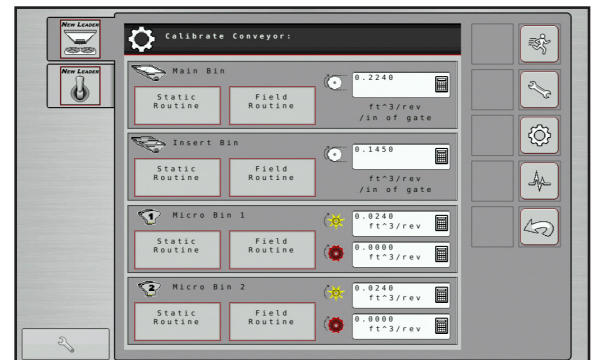 NEW LEADER
NEW LEADER
Calibrate Conveyor:
Main Bin
Static
Routine
Field
Routine
0.2240
ft^3/rev
/in of gate
Insert Bin
Static
Routine
Field
Routine
0.1450
ft^3/rev
/in of gate
1
Micro Bin 1
Static
Routine
Field
Routine
0.0240
ft^3/rev
0.0000
ft^3/rev
2
Micro Bin 2
Static
Routine
Field
Routine
0.0240
ft^3/rev
0.0000
ft^3/rev